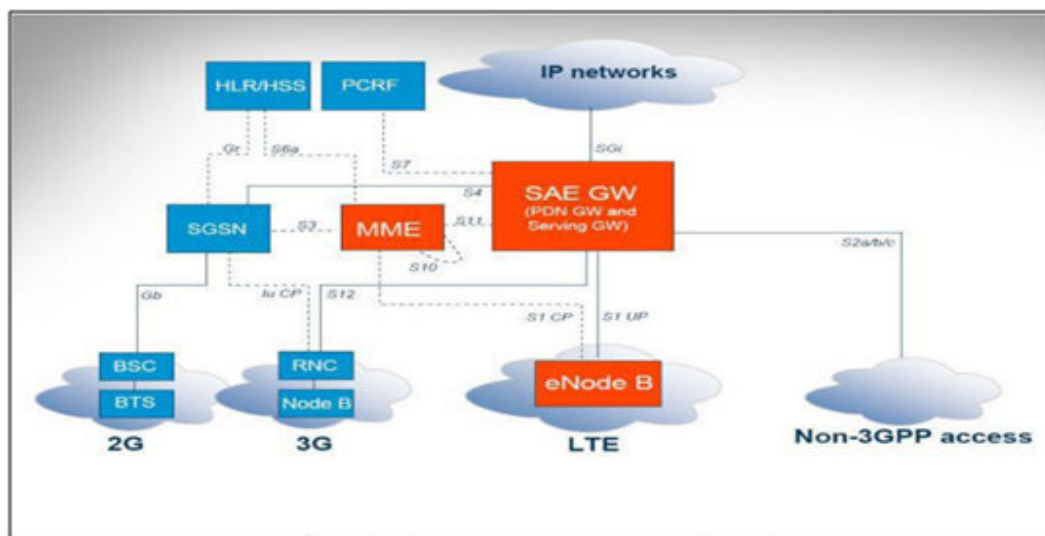 HLR/HSS
PCRF
IP networks
Gr
S6a
S7
SGi
S4
SAE GW
(PDN GW and
Serving GW)
SGSN
S3
MME
S11
S10
S2a/b/c
Gb
Iu CP
S12
S1 CP
S1 UP
BSC
BTS
RNC
Node B
eNode B
2G
3G
LTE
Non-3GPP access